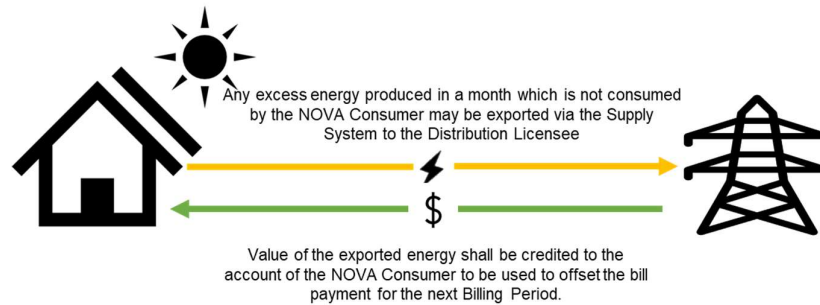 Any excess energy produced in a month which is not consumed
by the NOVA Consumer may be exported via the Supply
System to the Distribution Licensee
$
Value of the exported energy shall be credited to the
account of the NOVA Consumer to be used to offset the bill
payment for the next Billing Period.